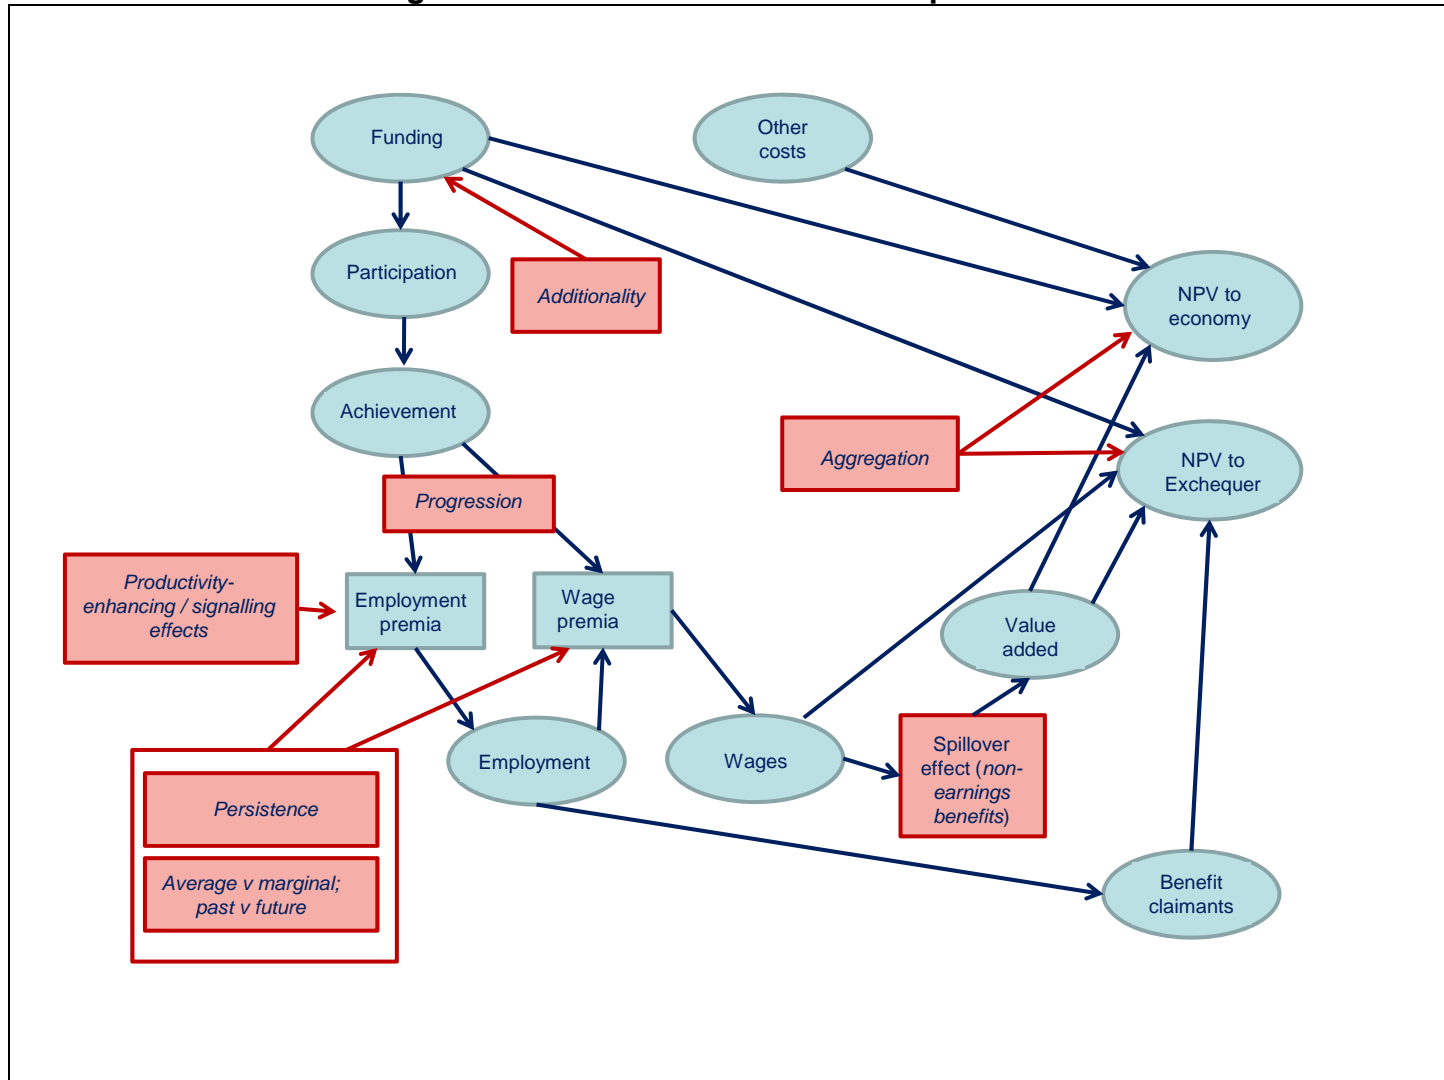 Funding
Other
costs
Participation
Additionality
NPV to
economy
Achievement
Aggregation
NPV to
Exchequer
Progression
Productivity-
enhancing / signalling
effects
Employment
premia
Wage
premia
Value
added
Employment
Wages
Spillover
effect (non-
earnings
benefits)
Persistence
Average v marginal;
past v future
Benefit
claimants